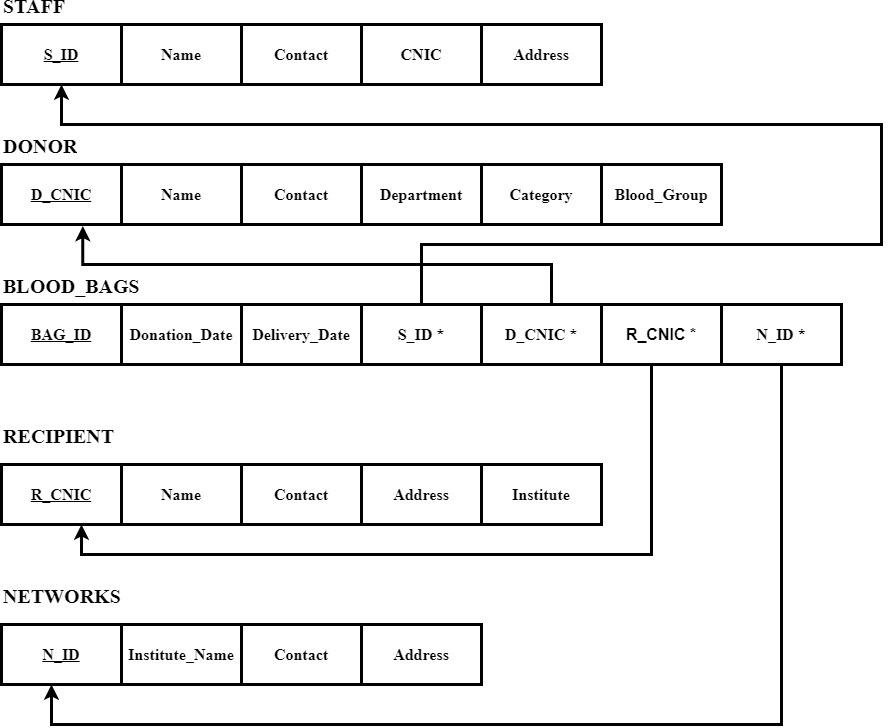 STAFF
S_ID Name Contact CNIC Address
DONOR
D_CNIC Name Contact Department Category Blood_Group
BLOOD_BAGS
BAG_ID Donation_Date Delivery_Date S_ID * D_CNIC * R_CNIC * N_ID *
RECIPIENT
R_CNIC Name Contact Address Institute
NETWORKS
N_ID Institute_Name Contact Address